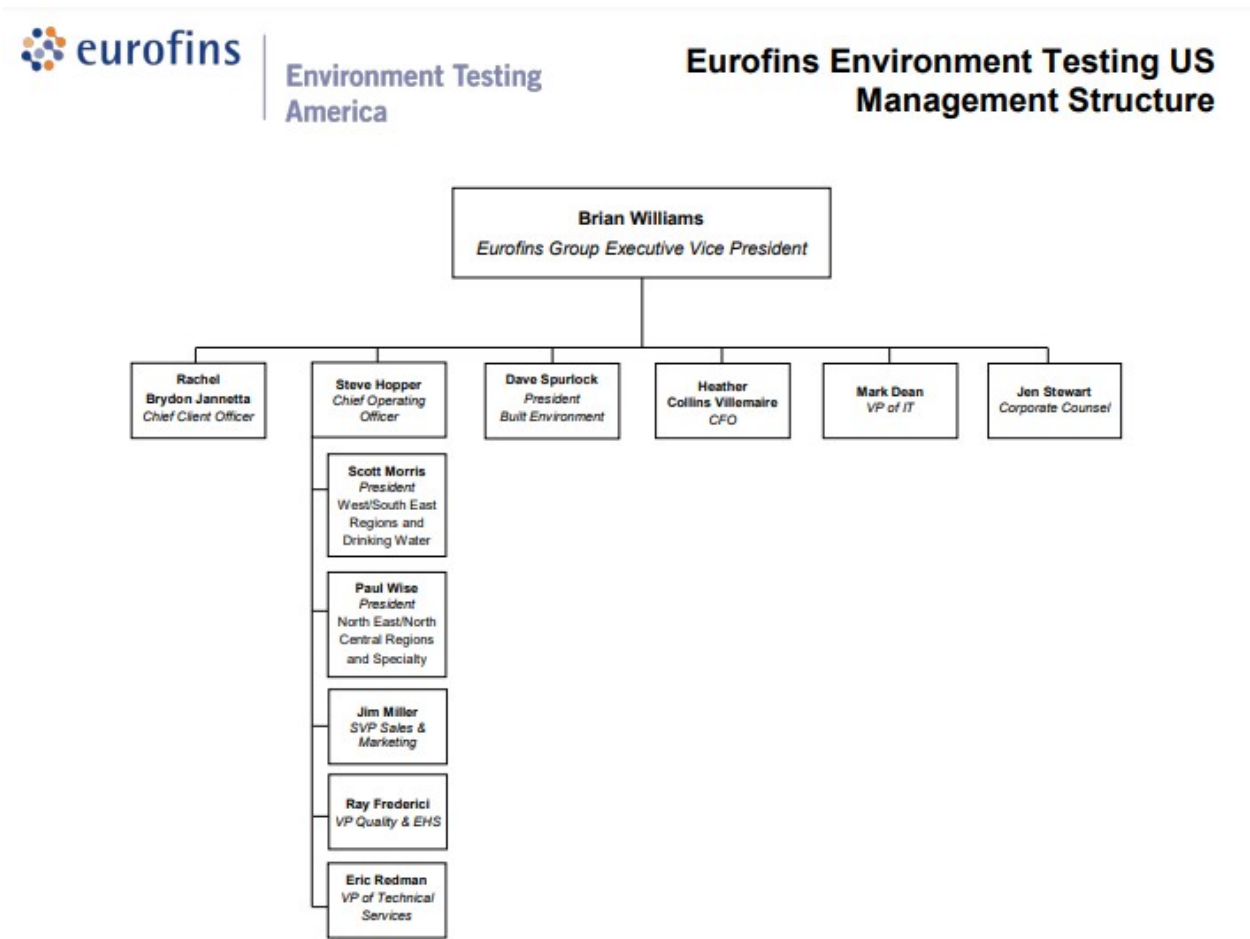 eurofins
Environment Testing
America
Eurofins Environment Testing US
Management Structure
Brian Williams
Eurofins Group Executive Vice President
Rachel
Brydon Jannetta
Chief Client Officer
Steve Hopper
Chief Operating
Officer
Dave Spurlock
President
Built Environment
Heather
Collins Villemaire
CFO
Mark Dean
VP of IT
Jen Stewart
Corporate Counsel
Scott Morris
President
West/South East
Regions and
Drinking Water
Paul Wise
President
North East/North
Central Regions
and Specialty
Jim Miller
SVP Sales &
Marketing
Ray Frederici
VP Quality & EHS
Eric Redman
VP of Technical
Services